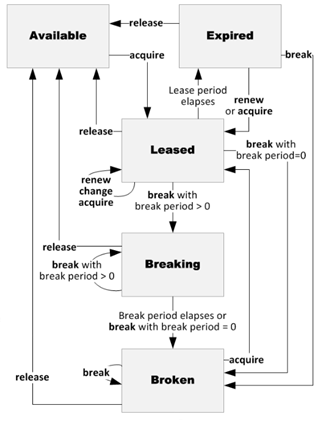 release
Available
Expired
acquire
break
Lease period
elapses
renew
or acquire
release
break with
break period=0
Leased
renew
change
acquire
break with
break period > 0
release
break with
break period > 0
Breaking
Break period elapses or
break with break period = 0
acquire
release
break
Broken